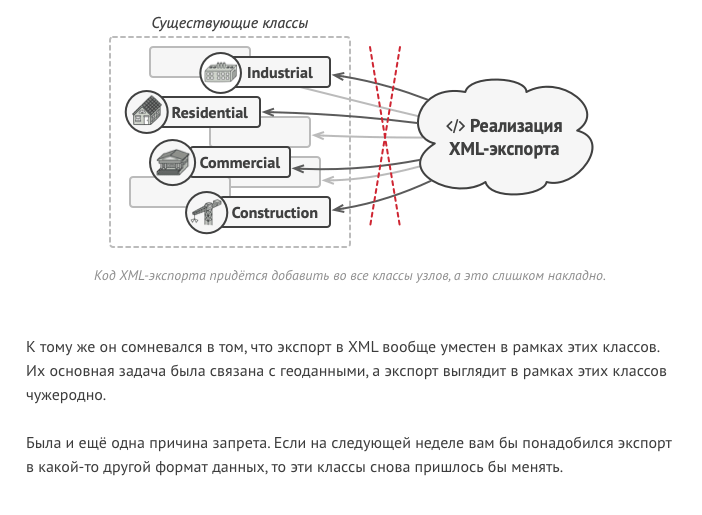 Существующие классы
Industrial
Residential
Commercial
Construction
</> Реализация
XML-экспорта
Код XML-экспорта придётся добавить во все классы узлов, а это слишком накладно.
К тому же он сомневался в том, что экспорт в XML вообще уместен в рамках этих классов.
Их основная задача была связана с геоданными, а экспорт выглядит в рамках этих классов
чужеродно.
Была и ещё одна причина запрета. Если на следующей неделе вам бы понадобился экспорт
в какой-то другой формат данных, то эти классы снова пришлось бы менять.